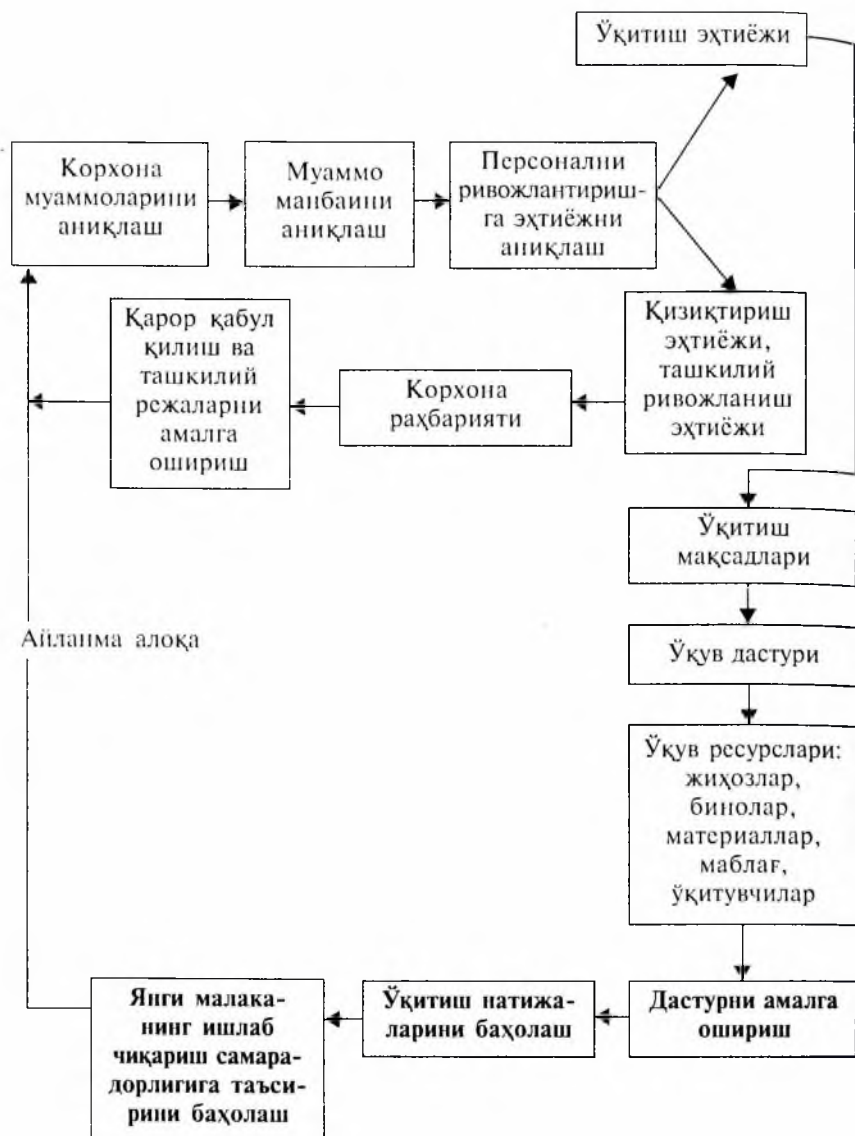 Ўқитиш эҳтиёжи
Корхона
муаммоларини
аниқлаш
Муаммо
манбаини
аниқлаш
Персонални
ривожлантириш-
га эҳтиёжни
аниқлаш
Қарор қабул
қилиш ва
ташкилий
режаларни
амалга
ошириш
Корхона
раҳбарияти
Қизиқтириш
эҳтиёжи,
ташкилий
ривожланиш
эҳтиёжи
Ўқитиш
мақсадлари
Айланма алоқа
Ўқув дастури
Ўқув ресурслари:
жиҳозлар,
бинолар,
материаллар,
маблағ,
ўқитувчилар
Янги малака-
нинг ишлаб
чиқариш самара-
дорлигига таъси-
рини баҳолаш
Ўқитиш натижа-
ларини баҳолаш
Дастурни амалга
ошириш